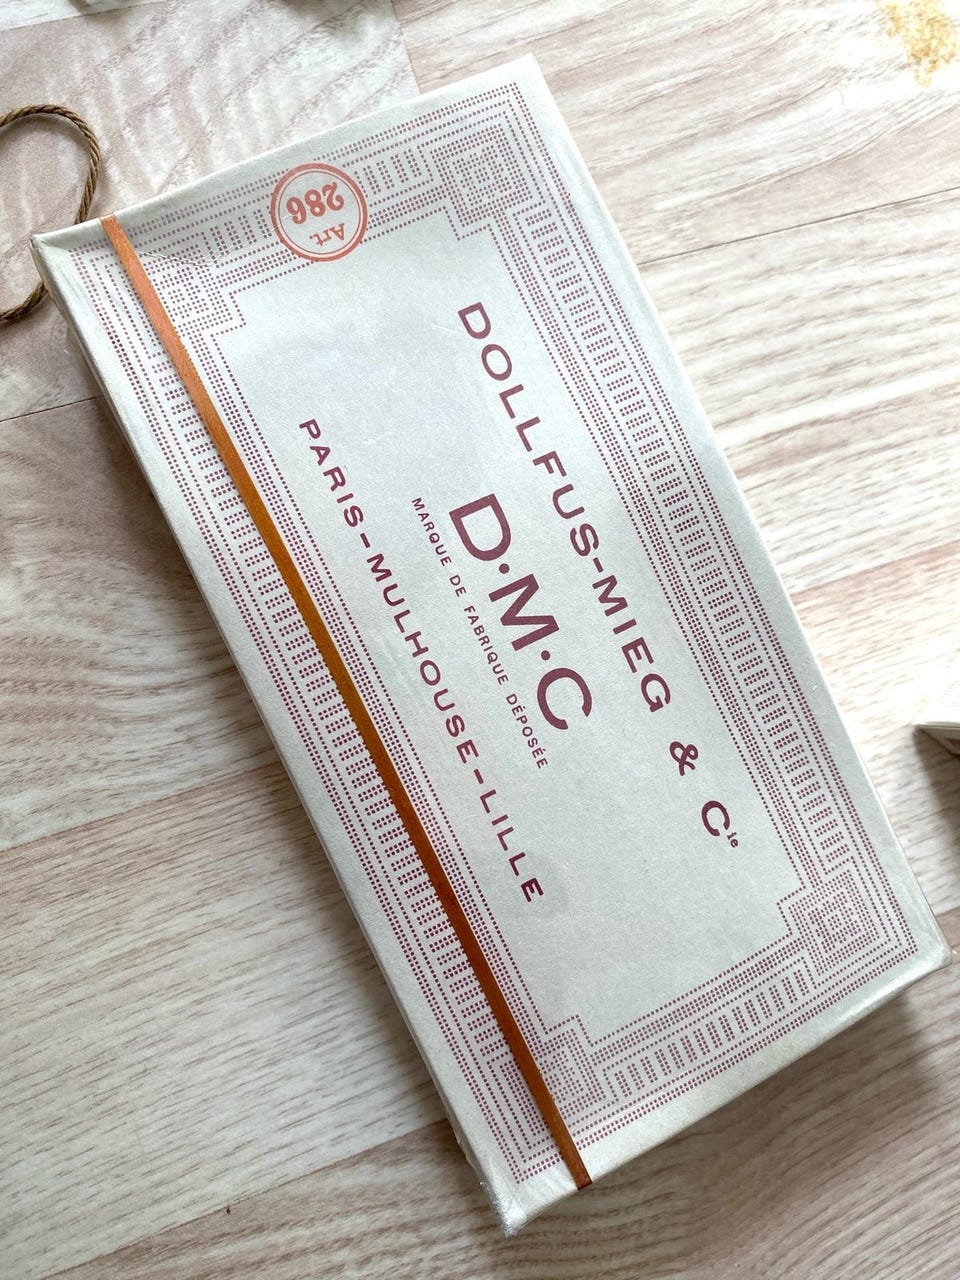 Art.
286
DOLLFUS-MIEG & Cie
D·M·C
MARQUE DE FABRIQUE DÉPOSÉE
PARIS-MULHOUSE-LILLE